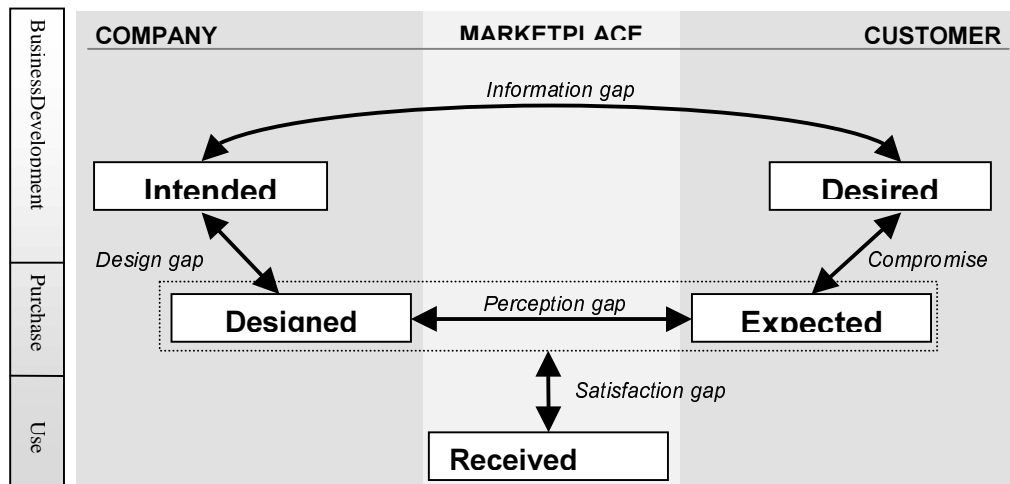 COMPANY MARKETPLACE CUSTOMER
BusinessDevelopment
Information gap
Intended Desired
Design gap Compromise
Purchase
Designed Perception gap Expected
Satisfaction gap
Use
Received